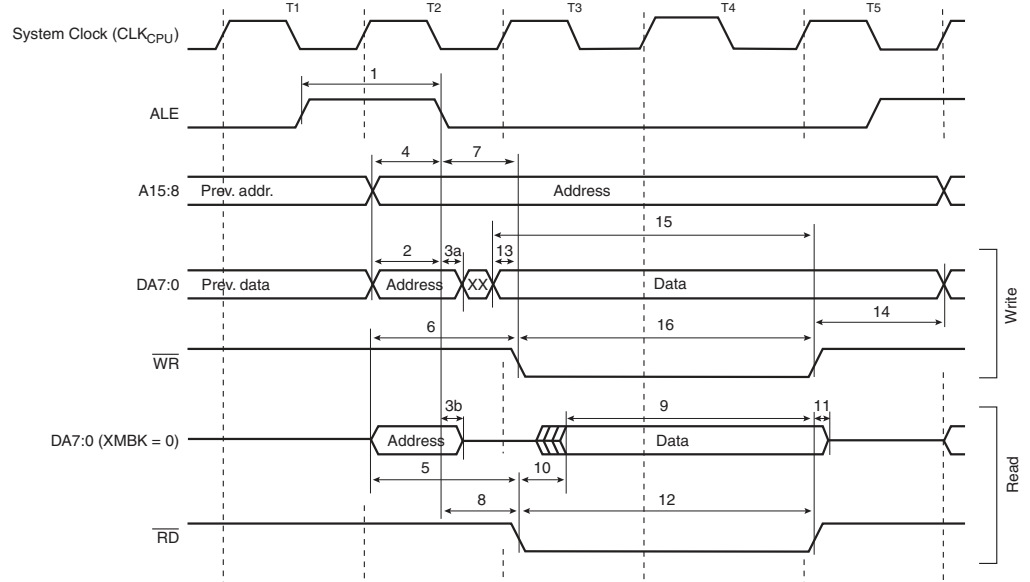 T1 T2 T3 T4 T5
System Clock (CLKCPU)
1
ALE
4 7
A15:8 Prev. addr. Address
15
2 3a 13
DA7:0 Prev. data Address XX Data
14
6 16
WR
Write
3b 9 11
DA7:0 (XMBK = 0) Address Data
5 10
8 12
RD
Read